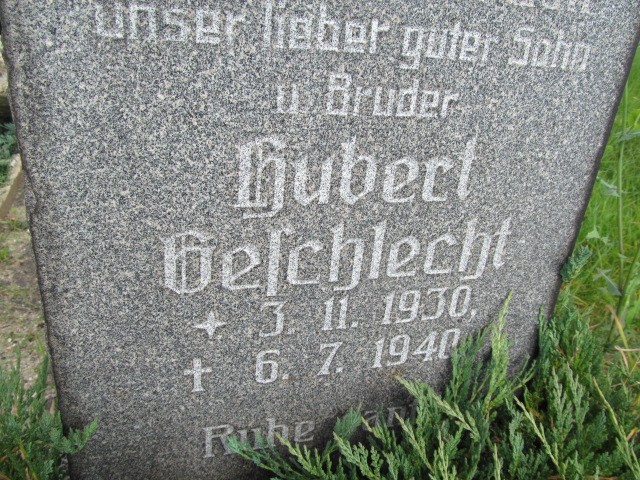 unser lieber guter Sohn
u. Bruder
Hubert
Geschlecht
* 3. 11. 1930,
† 6. 7. 1940.
Ruhe